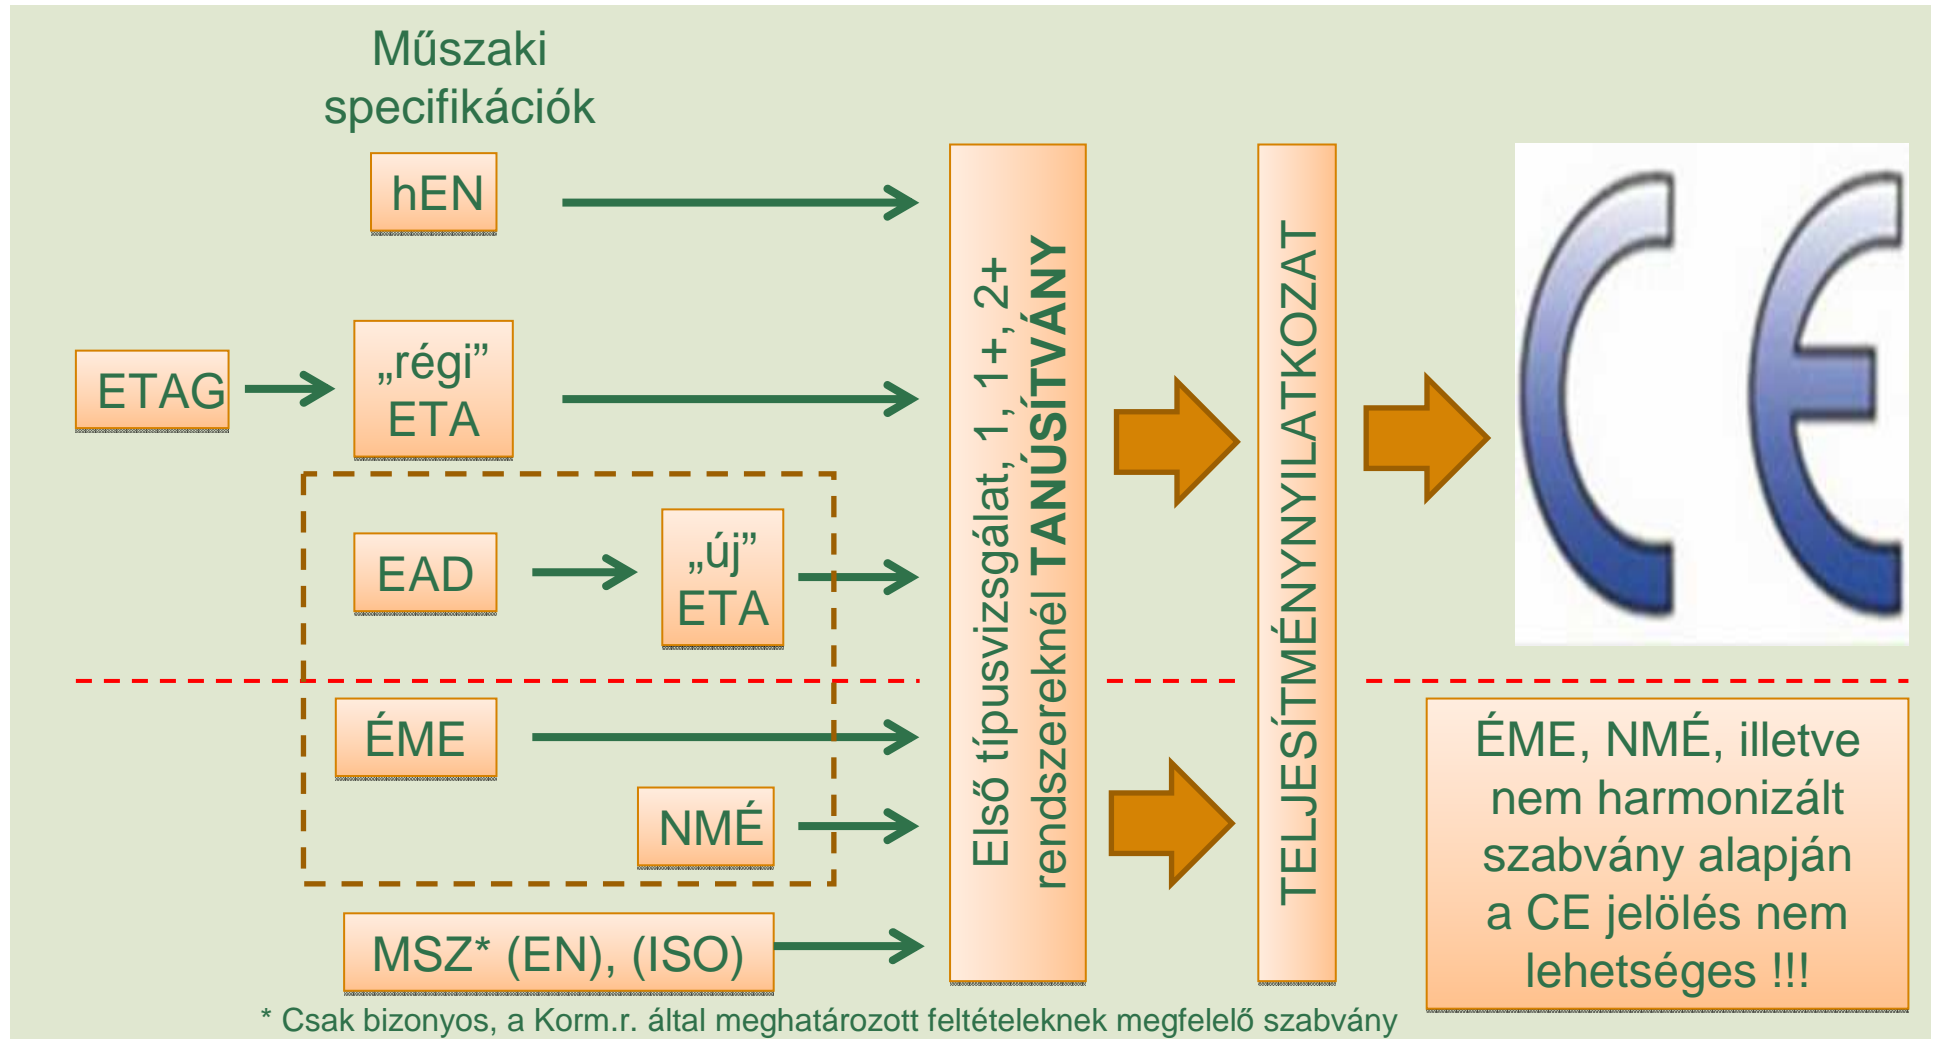 Műszaki
specifikációk
hEN
ETAG
„régi”
ETA
EAD
„új”
ETA
ÉME
NMÉ
MSZ* (EN), (ISO)
Első típusvizsgálat, 1, 1+, 2+
rendszereknél TANÚSÍTVÁNY
TELJESÍTMÉNYNYILATKOZAT
CE
ÉME, NMÉ, illetve
nem harmonizált
szabvány alapján
a CE jelölés nem
lehetséges !!!
* Csak bizonyos, a Korm.r. által meghatározott feltételeknek megfelelő szabvány